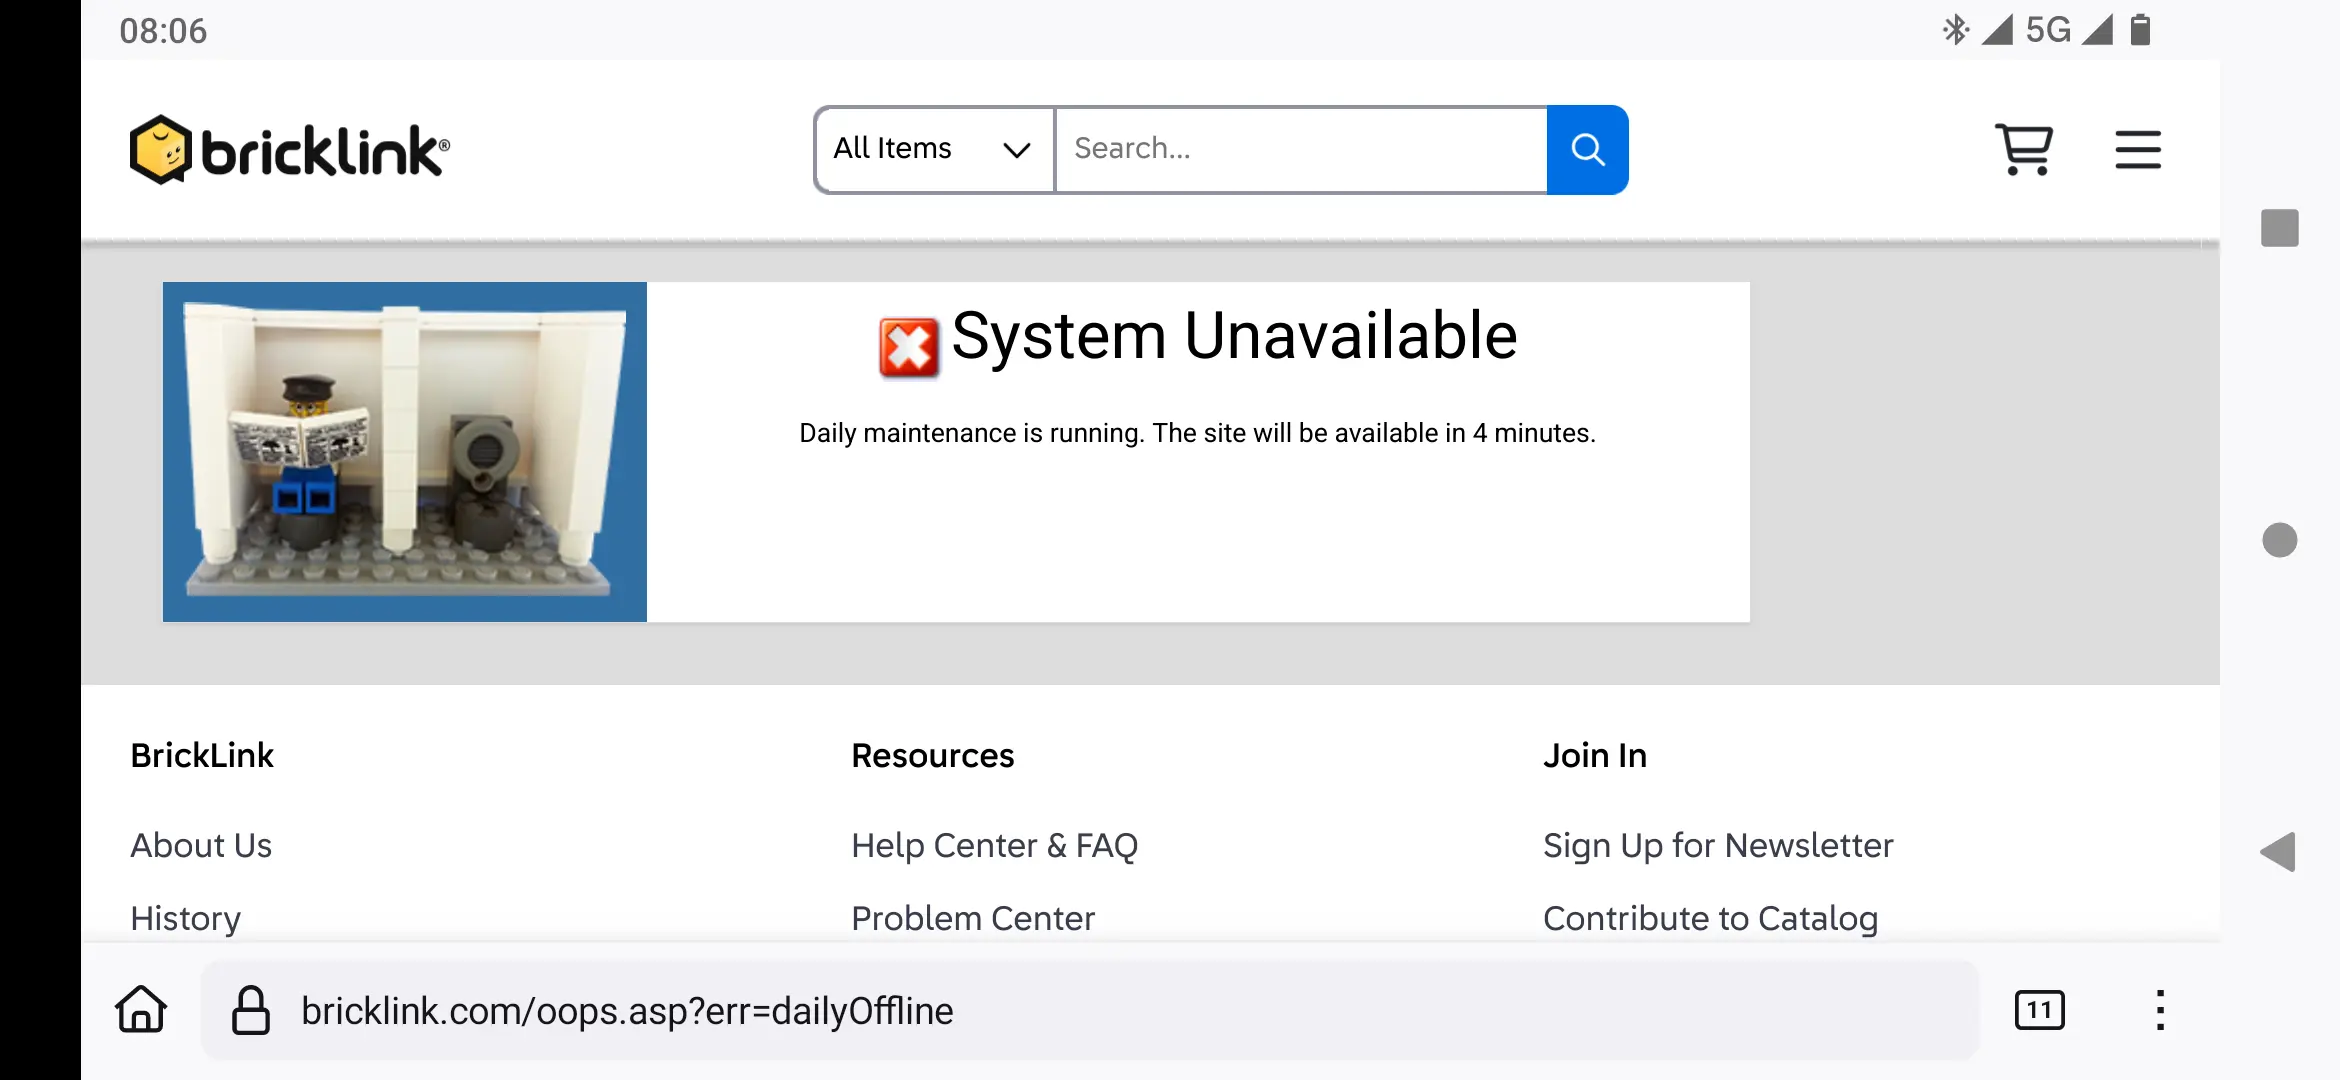 08:06
5G
bricklink®
All Items
Search...
System Unavailable
Daily maintenance is running. The site will be available in 4 minutes.
BrickLink
Resources
Join In
About Us
Help Center & FAQ
Sign Up for Newsletter
History
Problem Center
Contribute to Catalog
bricklink.com/oops.asp?err=dailyOffline
11